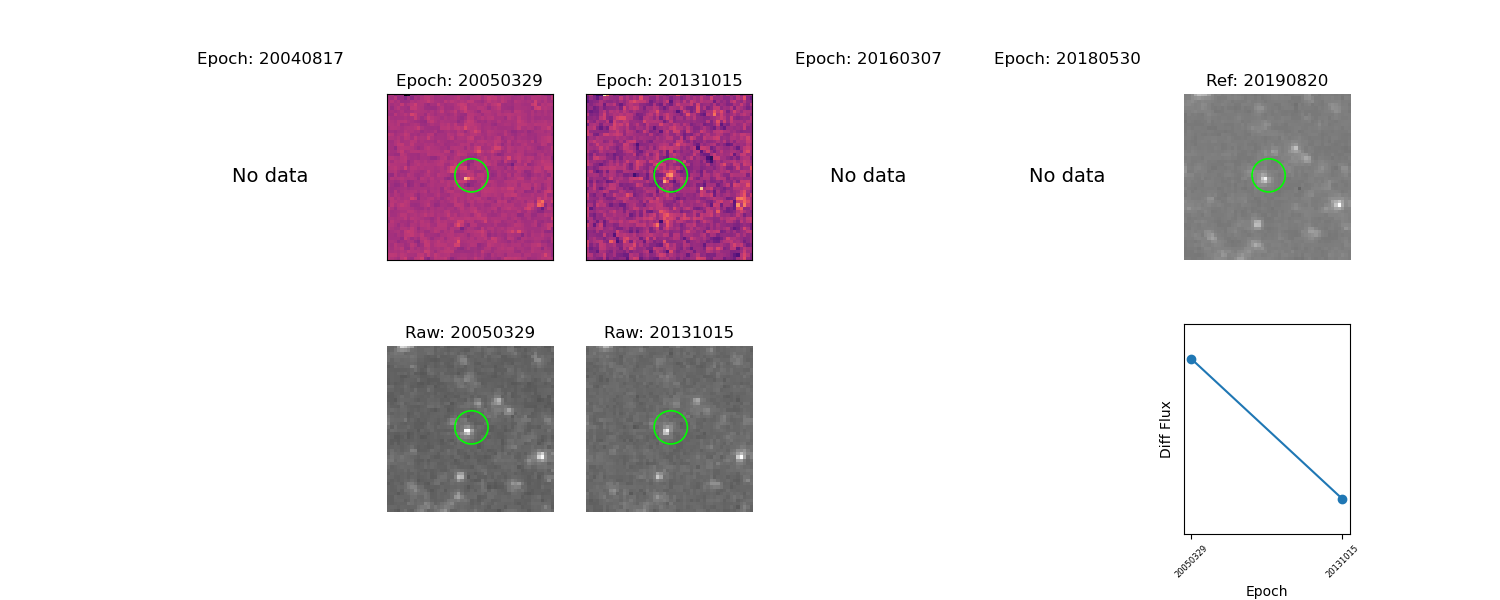 Epoch: 20040817
Epoch: 20160307
Epoch: 20180530
Epoch: 20050329
Epoch: 20131015
Ref: 20190820
No data
No data
No data
Raw: 20050329
Raw: 20131015
Diff Flux
20050329
20131015
Epoch